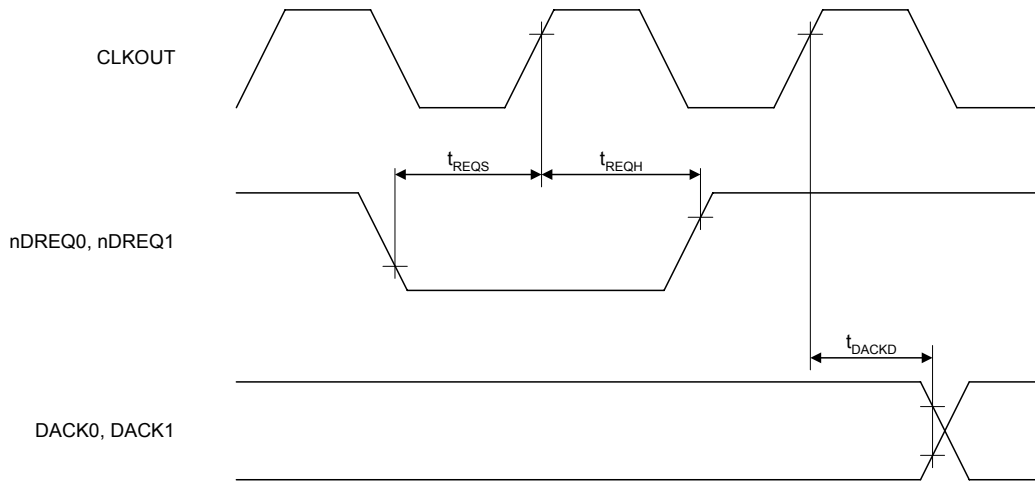 CLKOUT
tREQS
tREQH
nDREQ0, nDREQ1
tDACKD
DACK0, DACK1